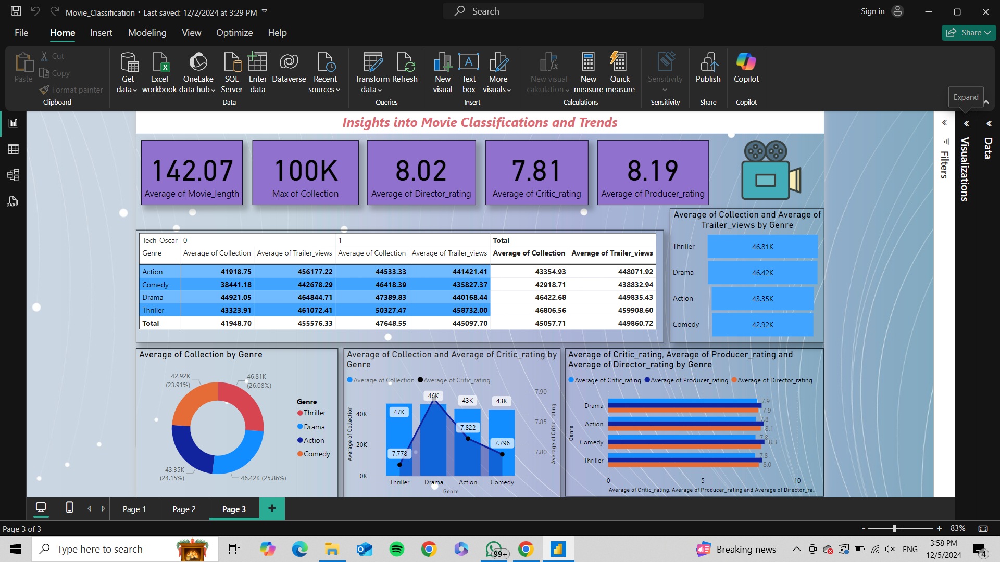 Movie_Classification • Last saved: 12/2/2024 at 3:29 PM
Search
Sign in
File Home Insert Modeling View Optimize Help
Share
Paste
Cut
Copy
Format painter
Clipboard
Get data
Excel workbook
OneLake data hub
SQL Server
Enter data
Dataverse
Recent sources
Data
Transform data
Refresh
Queries
New visual
Text box
More visuals
Insert
New visual calculation
New measure
Quick measure
Calculations
Sensitivity
Sensitivity
Publish
Share
Copilot
Copilot
Expand
DAX
Insights into Movie Classifications and Trends
142.07
Average of Movie_length
100K
Max of Collection
8.02
Average of Director_rating
7.81
Average of Critic_rating
8.19
Average of Producer_rating
Filters
Visualizations
Data
Tech_Oscar 0 1 Total
Genre Average of Collection Average of Trailer_views Average of Collection Average of Trailer_views Average of Collection Average of Trailer_views
Action 41918.75 456177.22 44533.33 441421.41 43354.93 448071.92
Comedy 38441.18 442678.29 46418.39 435827.37 42918.71 438832.94
Drama 44921.05 464844.71 47389.83 440168.44 46422.68 449835.43
Thriller 43323.91 461072.41 50327.47 458732.00 46806.56 459908.60
Total 41948.70 455576.33 47648.55 445097.70 45057.71 449860.72
Average of Collection and Average of
Trailer_views by Genre
Thriller 46.81K
Drama 46.42K
Action 43.35K
Comedy 42.92K
Average of Collection by Genre
42.92K
(23.91%)
46.81K
(26.08%)
43.35K
(24.15%)
46.42K (25.86%)
Genre
Thriller
Drama
Action
Comedy
Average of Collection and Average of Critic_rating by
Genre
Average of Collection Average of Critic_rating
Average of Collection
40K
20K
0K
47K
46K
43K
43K
7.778
7.822
7.796
7.90
7.85
7.80
Average of Critic_rating
Thriller Drama Action Comedy
Genre
Average of Critic_rating, Average of Producer_rating and
Average of Director_rating by Genre
Average of Critic_rating Average of Producer_rating Average of Director_rating
Genre
Drama 7.9
7.9
Action 7.8
8.1
Comedy 7.8
8.3
Thriller 7.8
8.0
0 5 10
Average of Critic_rating, Average of Producer_rating and Average of Director_ra...
Page 1 Page 2 Page 3 +
Page 3 of 3
- + 83%
Type here to search
99+
Breaking news
ENG
3:58 PM
12/5/2024
4